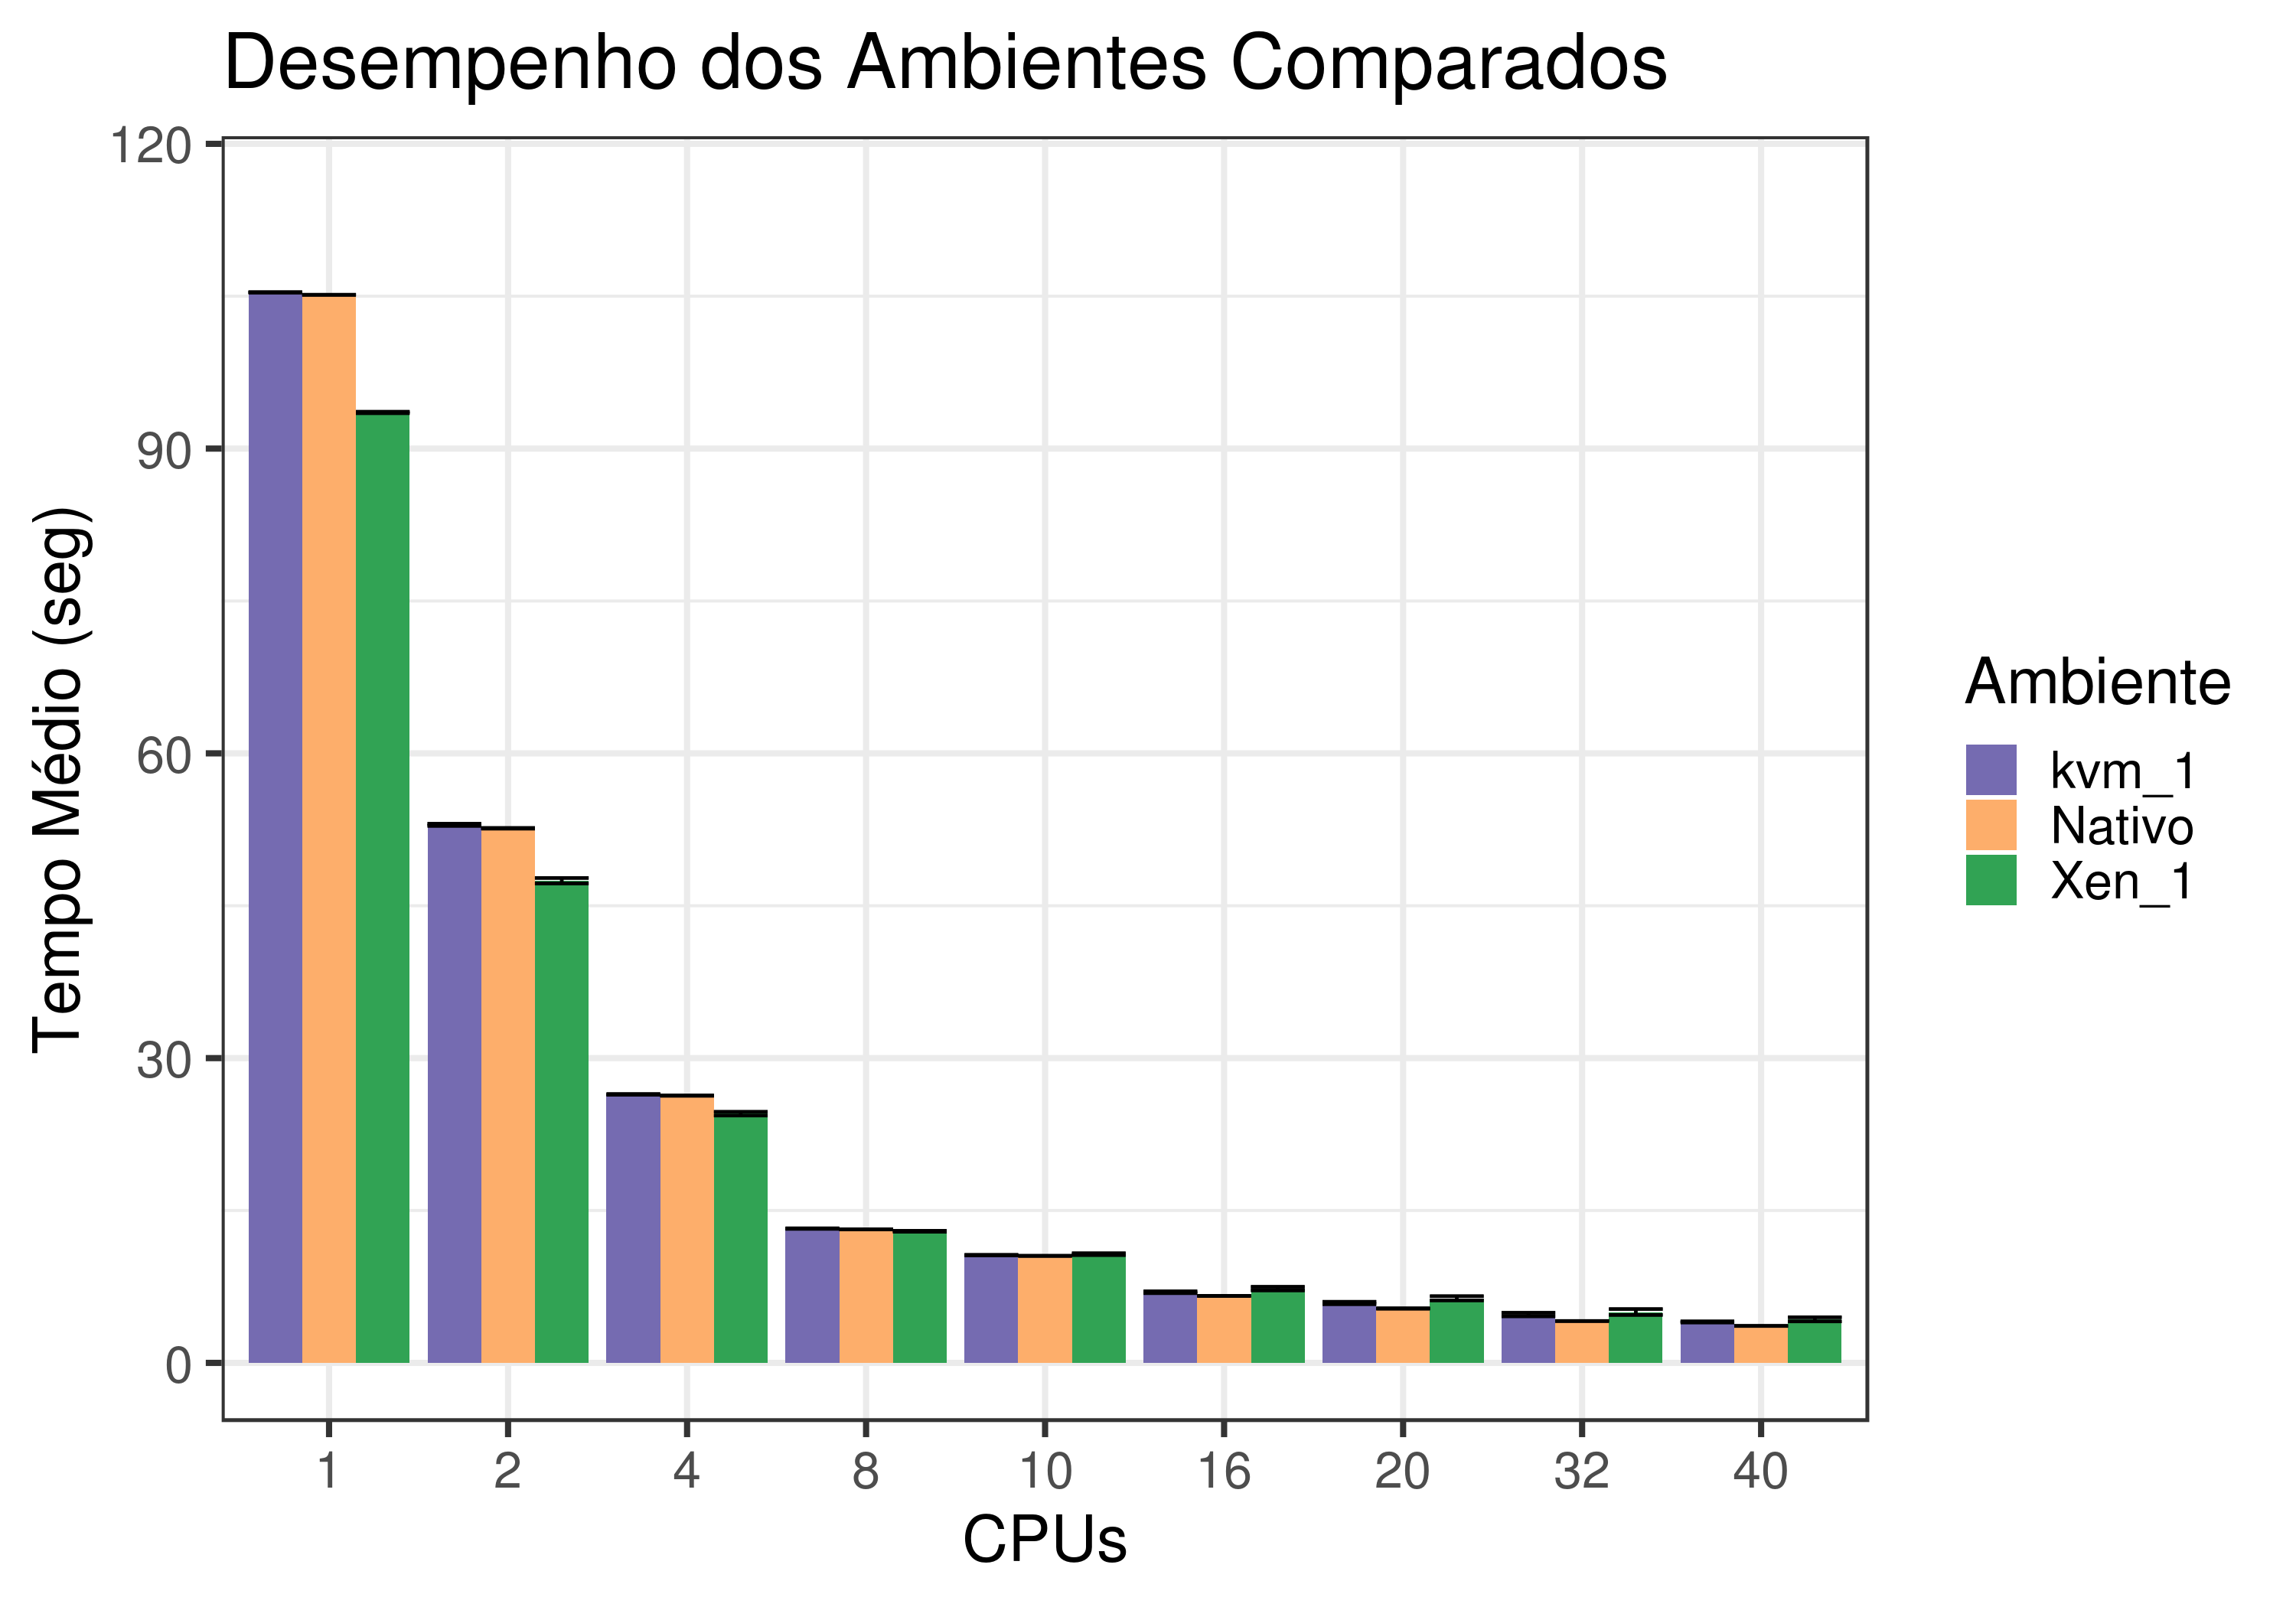 Desempenho dos Ambientes Comparados
120
90
60
30
0
Tempo Médio (seg)
1 2 4 8 10 16 20 32 40
CPUs
Ambiente
kvm_1
Nativo
Xen_1